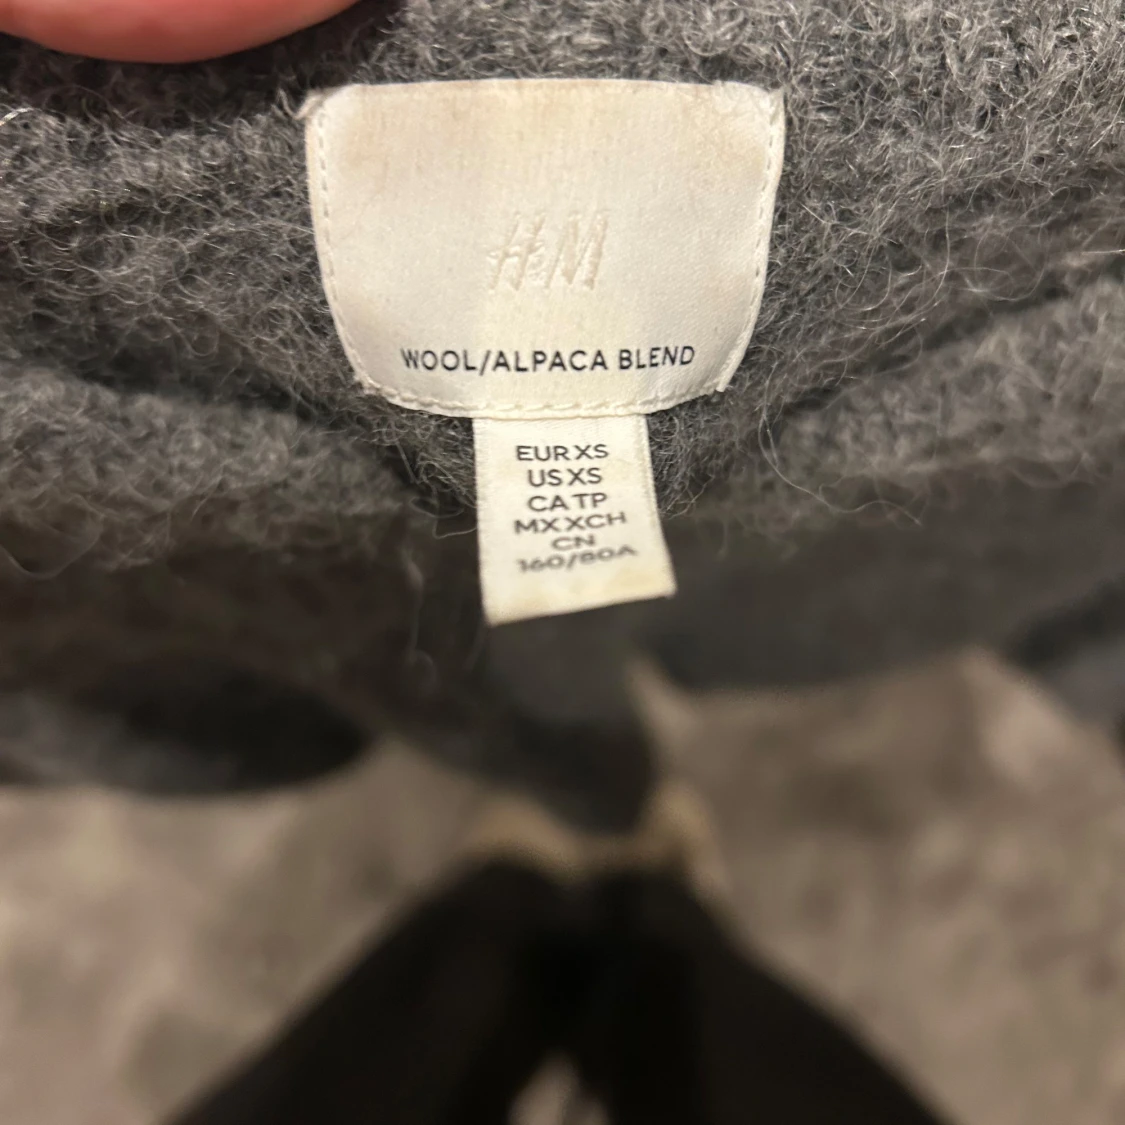 H&M
WOOL/ALPACA BLEND
EUR XS
US XS
CA TP
MX XCH
CN
160/80A